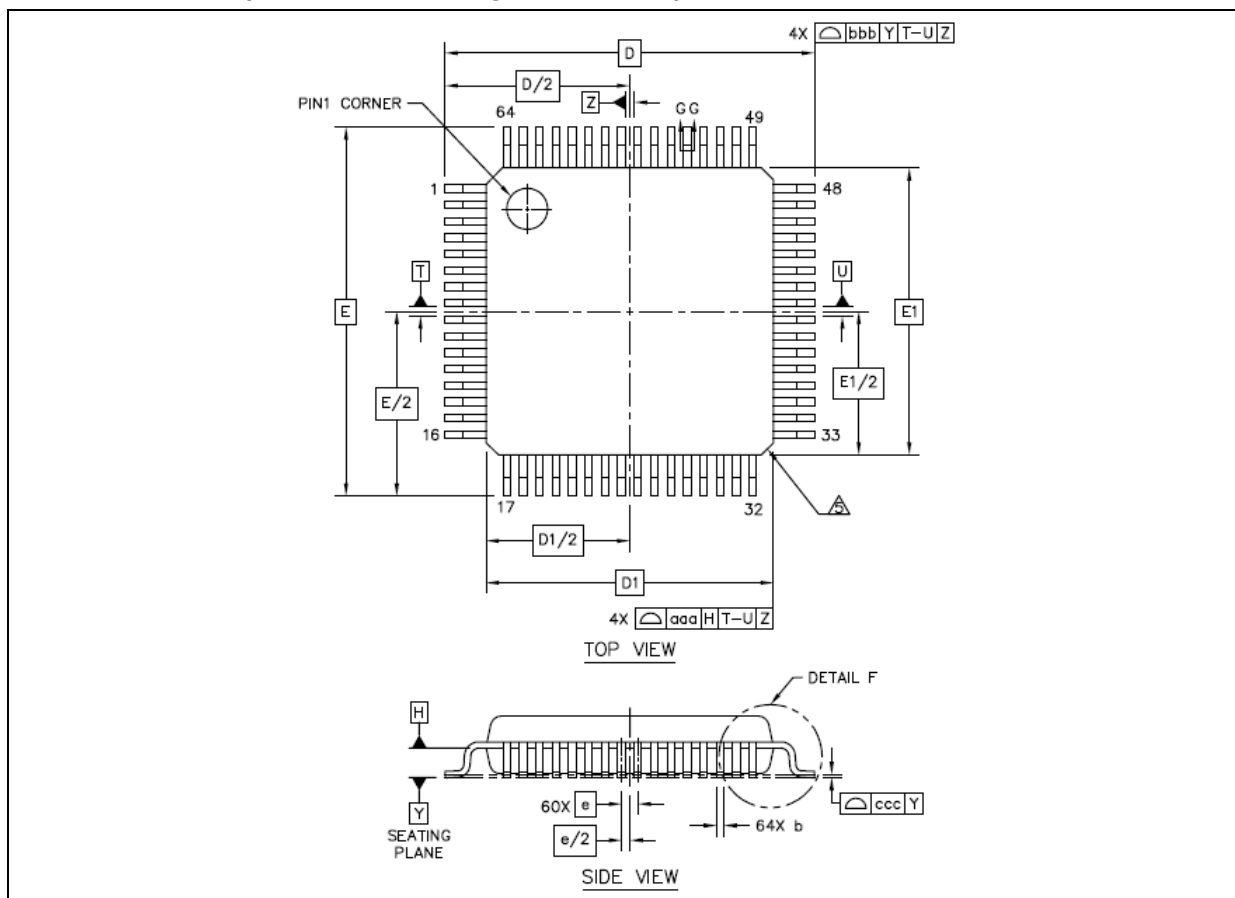 4X ⌓ bbb Y T-U Z
D
D/2
Z
PIN1 CORNER
64
GG
49
1
48
T
U
E
E1
E/2
E1/2
16
33
17
32
5
D1/2
D1
4X ⌓ aaa H T-U Z
TOP VIEW
DETAIL F
H
Y
SEATING
PLANE
60X e
e/2
64X b
⌓ ccc Y
SIDE VIEW